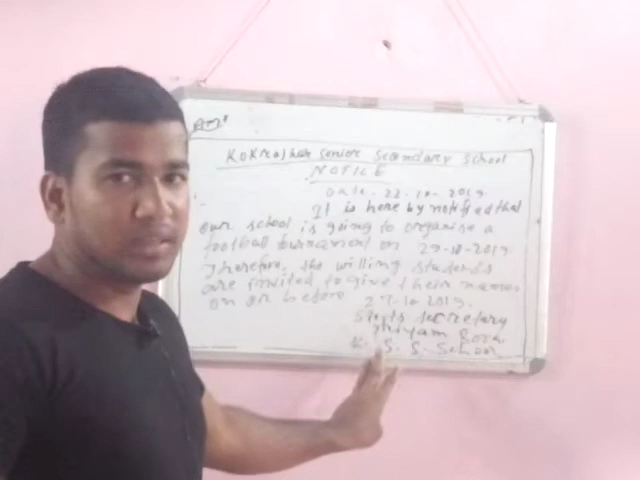 Ans:
Kokrajhar Senior Secondary School
NOTICE
Date - 22-10-2019
It is here by notified that
our school is going to organise a
football turnament on 29-10-2019.
Therefore, the willing students
are invited to give their names
on or before 27-10-2019.
Sports secretary
Bora
K. S. S. School